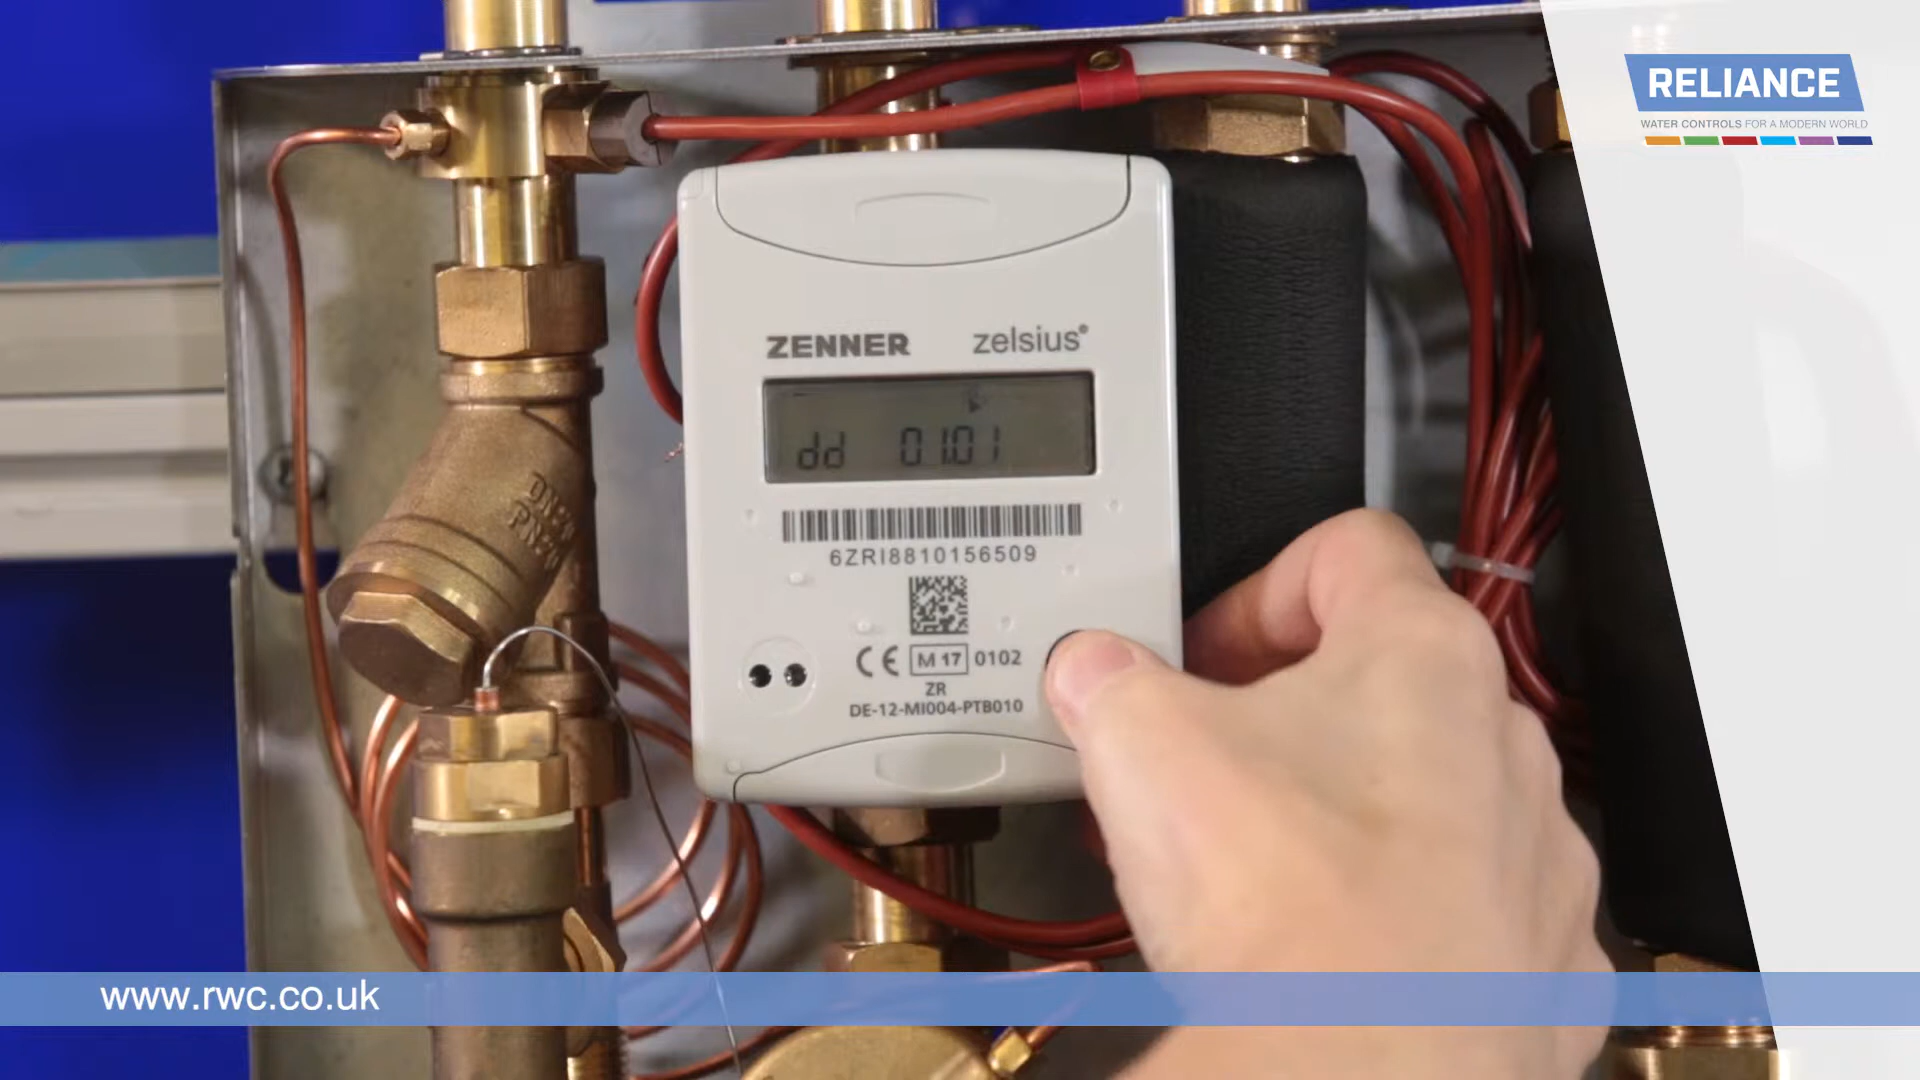 RELIANCE
WATER CONTROLS FOR A MODERN WORLD
ZENNER zelsius®
dd 01.01
6ZRI8810156509
CE M 17 0102
ZR
DE-12-MI004-PTB010
www.rwc.co.uk